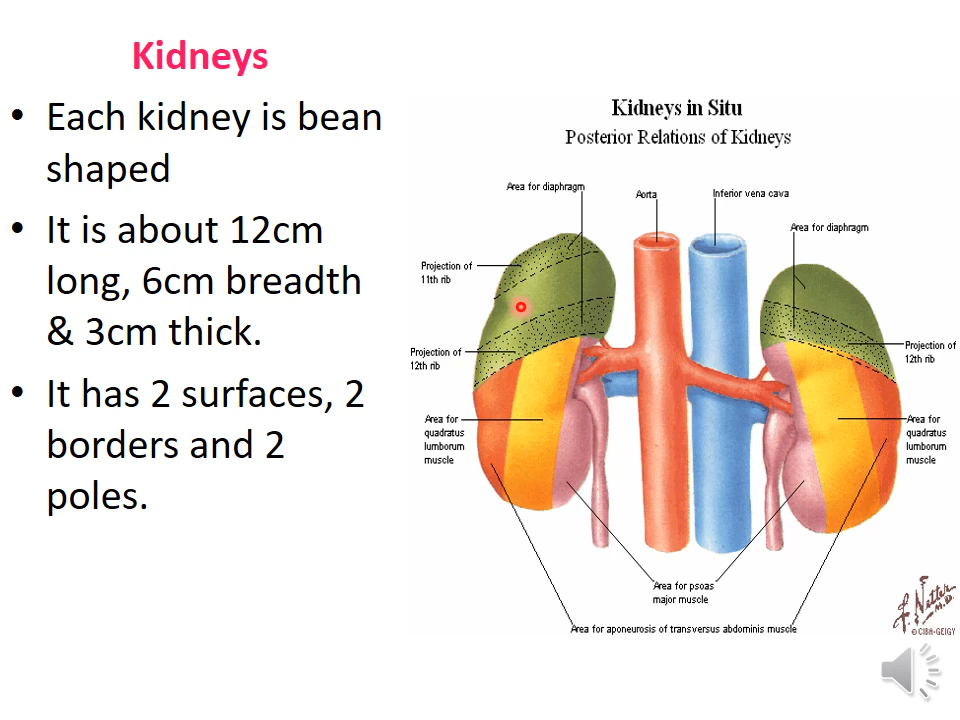 Kidneys
• Each kidney is bean
shaped
• It is about 12cm
long, 6cm breadth
& 3cm thick.
• It has 2 surfaces, 2
borders and 2
poles.
Kidneys in Situ
Posterior Relations of Kidneys
Area for diaphragm
Aorta
Inferior vena cava
Area for diaphragm
Projection of
11th rib
Projection of
12th rib
Projection of
12th rib
Area for
quadratus
lumborum
muscle
Area for
quadratus
lumborum
muscle
Area for psoas
major muscle
Area for aponeurosis of transversus abdominis muscle
F. Netter
M.D.
©CIBA-GEIGY